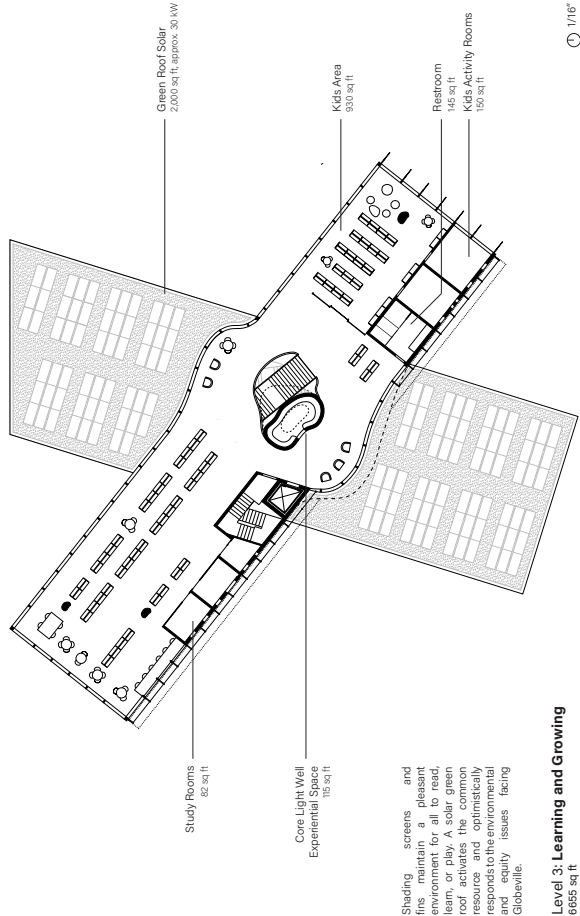 Green Roof Solar
2,000 sq ft, approx. 30 kW
Kids Area
930 sq ft
Restroom
145 sq ft
Kids Activity Rooms
150 sq ft
Study Rooms
82 sq ft
Core Light Well
Experiential Space
115 sq ft
Shading screens and
fins maintain a pleasant
environment for all to read,
learn, or play. A solar green
roof activates the common
resource and optimistically
responds to the environmental
and equity issues facing
Globeville.
Level 3: Learning and Growing
6655 sq ft
1/16"